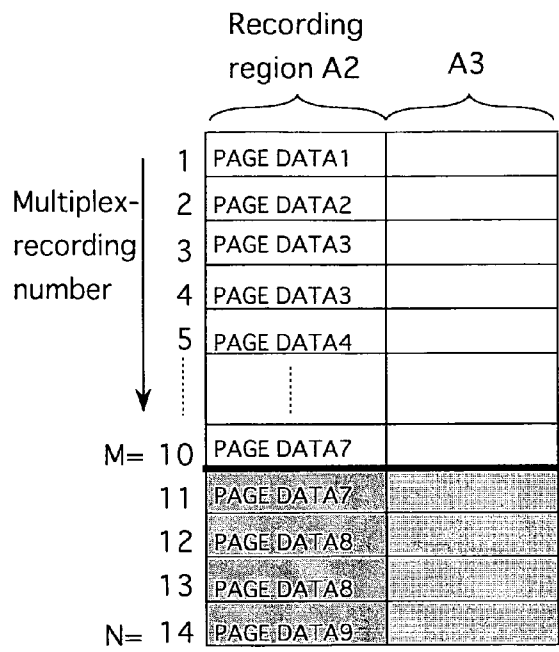 Recording
region A2 A3
1 PAGE DATA1
Multiplex-
recording
number
2 PAGE DATA2
3 PAGE DATA3
4 PAGE DATA3
5 PAGE DATA4
M= 10 PAGE DATA7
11 PAGE DATA7
12 PAGE DATA8
13 PAGE DATA8
N= 14 PAGE DATA9